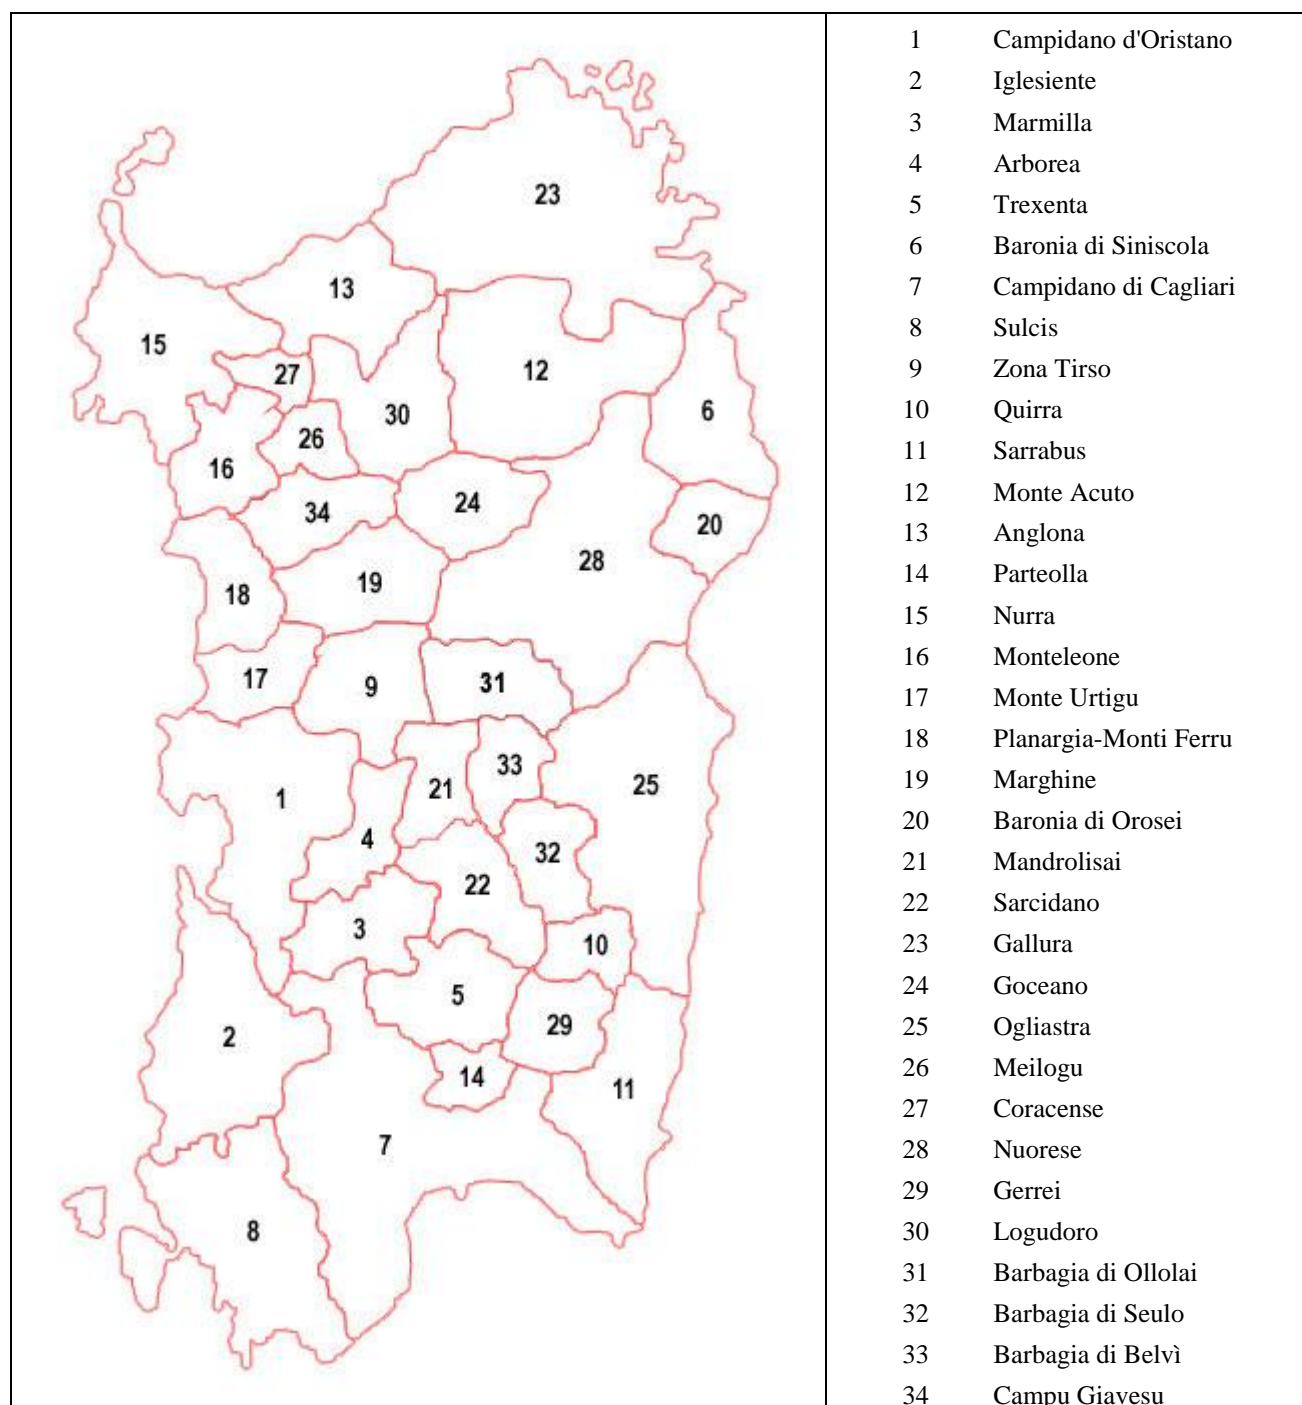 23
13
15
12
27
30
6
26
16
24
34
20
28
19
18
17
9
31
33
25
21
1
4
32
22
3
10
5
29
2
14
11
7
8
1 Campidano d'Oristano
2 Iglesiente
3 Marmilla
4 Arborea
5 Trexenta
6 Baronia di Siniscola
7 Campidano di Cagliari
8 Sulcis
9 Zona Tirso
10 Quirra
11 Sarrabus
12 Monte Acuto
13 Anglona
14 Parteolla
15 Nurra
16 Monteleone
17 Monte Urtigu
18 Planargia-Monti Ferru
19 Marghine
20 Baronia di Orosei
21 Mandrolisai
22 Sarcidano
23 Gallura
24 Goceano
25 Ogliastra
26 Meilogu
27 Coracense
28 Nuorese
29 Gerrei
30 Logudoro
31 Barbagia di Ollolai
32 Barbagia di Seulo
33 Barbagia di Belvì
34 Campu Giavesu